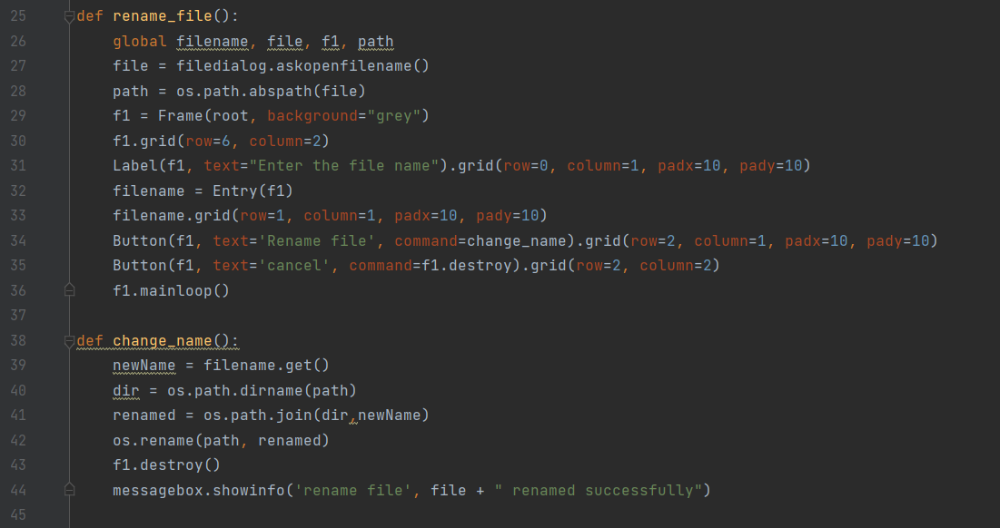 25 def rename_file():
26     global filename, file, f1, path
27     file = filedialog.askopenfilename()
28     path = os.path.abspath(file)
29     f1 = Frame(root, background="grey")
30     f1.grid(row=6, column=2)
31     Label(f1, text="Enter the file name").grid(row=0, column=1, padx=10, pady=10)
32     filename = Entry(f1)
33     filename.grid(row=1, column=1, padx=10, pady=10)
34     Button(f1, text='Rename file', command=change_name).grid(row=2, column=1, padx=10, pady=10)
35     Button(f1, text='cancel', command=f1.destroy).grid(row=2, column=2)
36     f1.mainloop()
37
38 def change_name():
39     newName = filename.get()
40     dir = os.path.dirname(path)
41     renamed = os.path.join(dir,newName)
42     os.rename(path, renamed)
43     f1.destroy()
44     messagebox.showinfo('rename file', file + " renamed successfully")
45